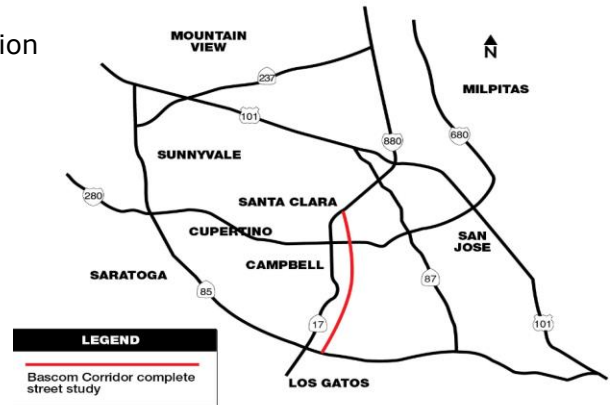 ion
MOUNTAIN
VIEW
N
237
MILPITAS
101
880
680
SUNNYVALE
280
SANTA CLARA
CUPERTINO
CAMPBELL
SAN
JOSE
SARATOGA
85
87
17
101
LOS GATOS
LEGEND
Bascom Corridor complete
street study